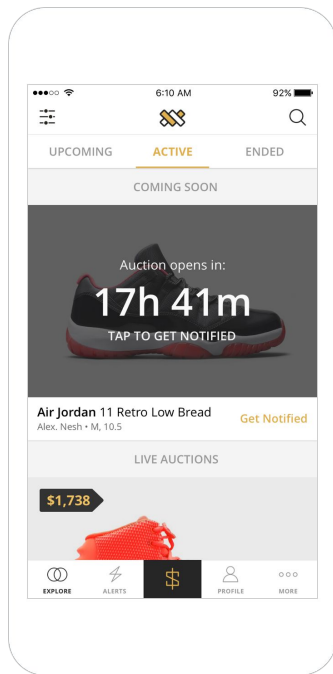 6:10 AM
92%
UPCOMING
ACTIVE
ENDED
COMING SOON
Auction opens in:
17h 41m
TAP TO GET NOTIFIED
Air Jordan 11 Retro Low Bread
Alex. Nesh • M, 10.5
Get Notified
LIVE AUCTIONS
$1,738
$
EXPLORE
ALERTS
PROFILE
MORE